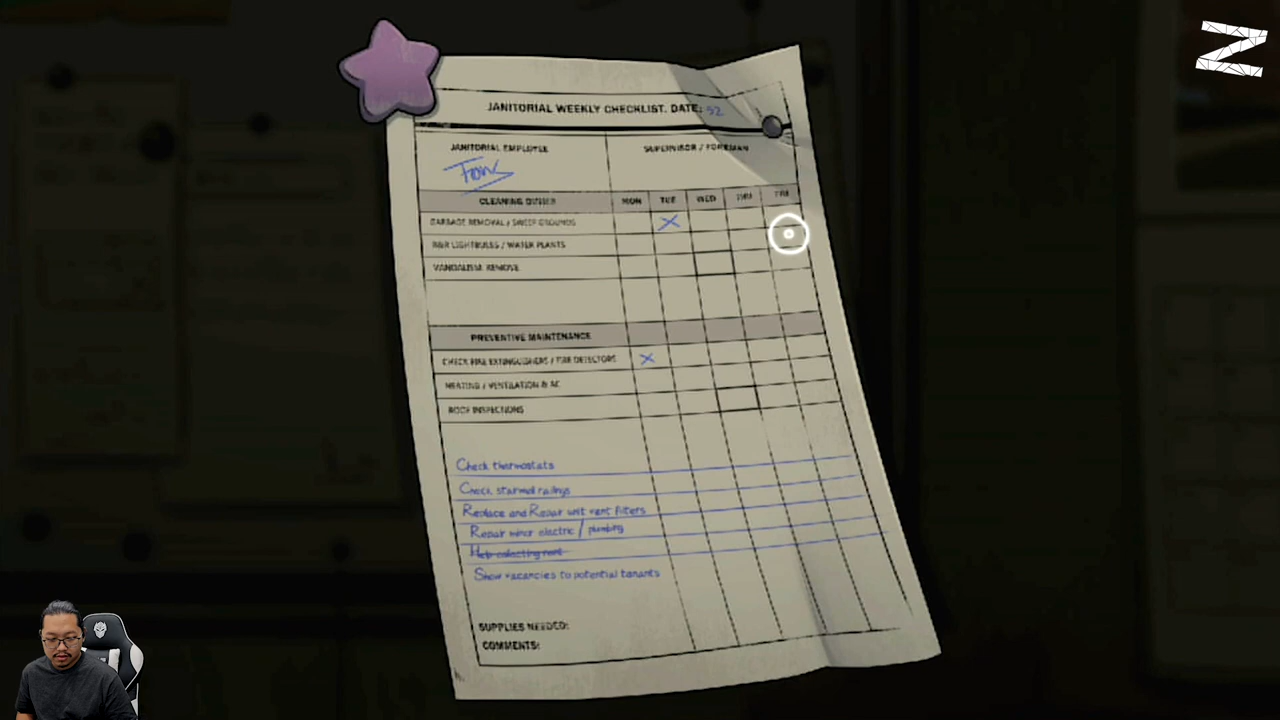 Z
JANITORIAL WEEKLY CHECKLIST. DATE: 52
JANITORIAL EMPLOYEE SUPERVISOR / FOREMAN
CLEANING DUTIES MON TUE WED THU FRI
GARBAGE REMOVAL / SWEEP GROUNDS X
R&R LIGHTBULBS / WATER PLANTS
VANDALISM REMOVE
PREVENTIVE MAINTENANCE
CHECK FIRE EXTINGUISHERS / FIRE DETECTORS X
HEATING / VENTILATION & AC
ROOF INSPECTIONS
Check thermostats
Check stairwell railings
Replace and Repair unit vent filters
Repair minor electric / plumbing
Help collecting rent
Show vacancies to potential tenants
SUPPLIES NEEDED:
COMMENTS: